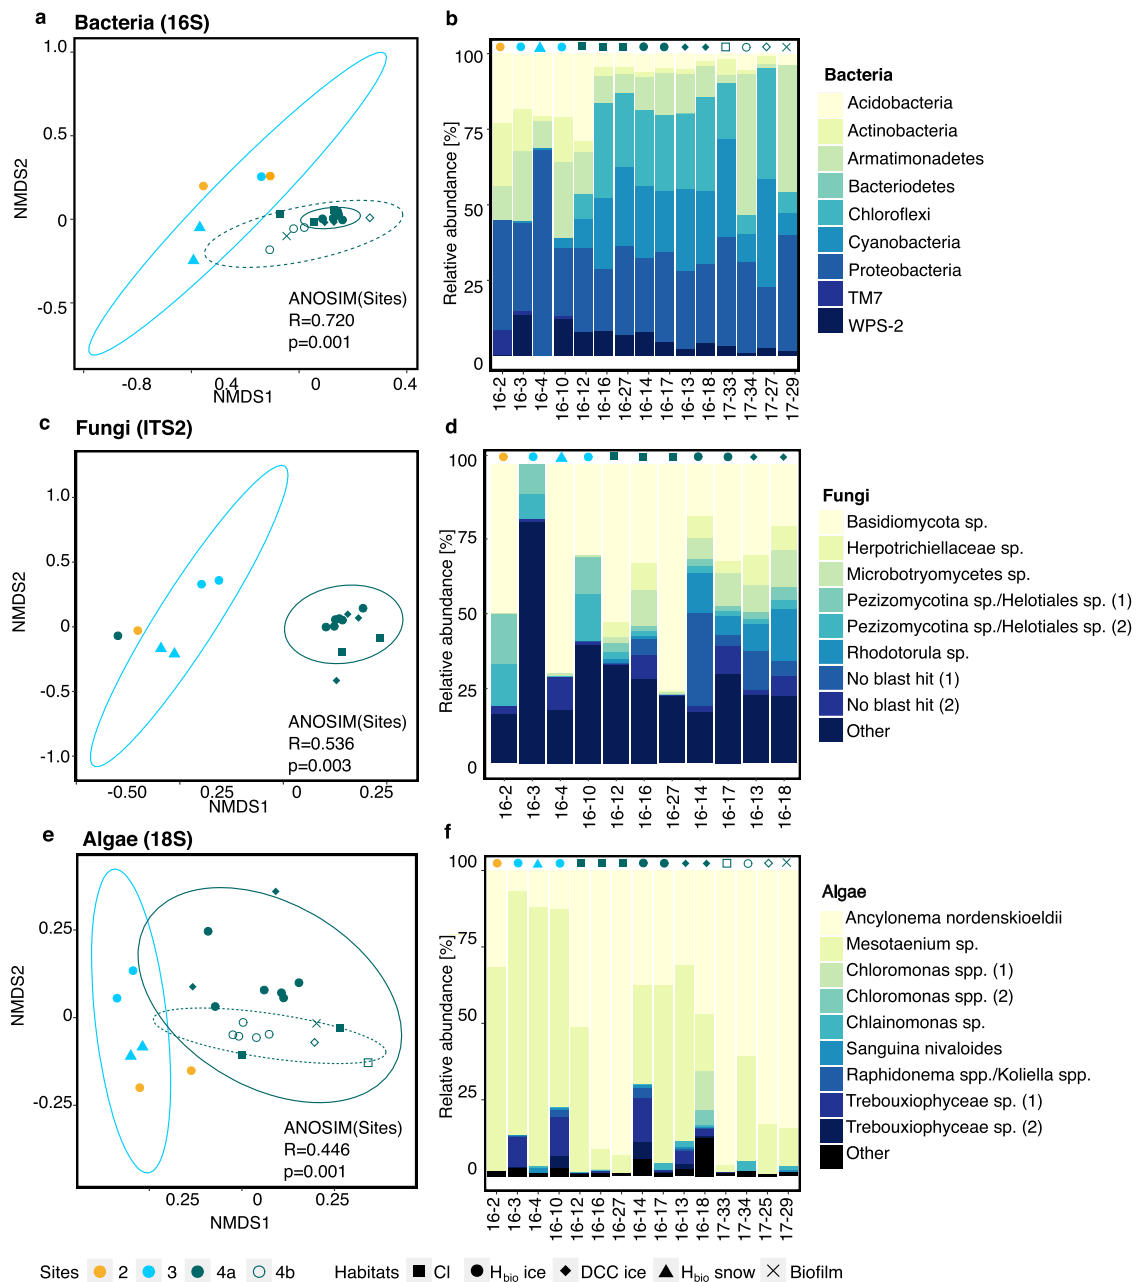 a
Bacteria (16S)
1.0
0.5
0
-0.5
NMDS2
-0.8
0.4
0
0.4
NMDS1
ANOSIM(Sites)
R=0.720
p=0.001
b
100
75
50
25
0
Relative abundance [%]
16-2
16-3
16-4
16-10
16-12
16-16
16-27
16-14
16-17
16-13
16-18
17-33
17-34
17-27
17-29
Bacteria
Acidobacteria
Actinobacteria
Armatimonadetes
Bacteriodetes
Chloroflexi
Cyanobacteria
Proteobacteria
TM7
WPS-2
c
Fungi (ITS2)
1.0
0.5
0
-0.5
-1.0
NMDS2
-0.50
0.25
0
0.25
NMDS1
ANOSIM(Sites)
R=0.536
p=0.003
d
100
75
50
25
0
Relative abundance [%]
16-2
16-3
16-4
16-10
16-12
16-16
16-27
16-14
16-17
16-13
16-18
Fungi
Basidiomycota sp.
Herpotrichiellaceae sp.
Microbotryomycetes sp.
Pezizomycotina sp./Helotiales sp. (1)
Pezizomycotina sp./Helotiales sp. (2)
Rhodotorula sp.
No blast hit (1)
No blast hit (2)
Other
e
Algae (18S)
0.25
0
-0.25
NMDS2
0.25
0
0.25
NMDS1
ANOSIM(Sites)
R=0.446
p=0.001
f
100
75
50
25
0
Relative abundance [%]
16-2
16-3
16-4
16-10
16-12
16-16
16-27
16-14
16-17
16-13
16-18
17-33
17-34
17-25
17-29
Algae
Ancylonema nordenskioeldii
Mesotaenium sp.
Chloromonas spp. (1)
Chloromonas spp. (2)
Chlainomonas sp.
Sanguina nivaloides
Raphidonema spp./Koliella spp.
Trebouxiophyceae sp. (1)
Trebouxiophyceae sp. (2)
Other
Sites 2 3 4a 4b Habitats CI Hbio ice DCC ice Hbio snow Biofilm